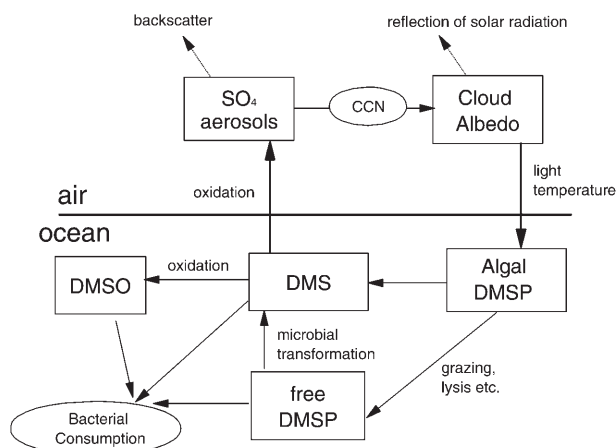 backscatter
reflection of solar radiation
SO₄
aerosols
CCN
Cloud
Albedo
light
temperature
oxidation
air
ocean
DMSO
oxidation
DMS
Algal
DMSP
microbial
transformation
grazing,
lysis etc.
free
DMSP
Bacterial
Consumption